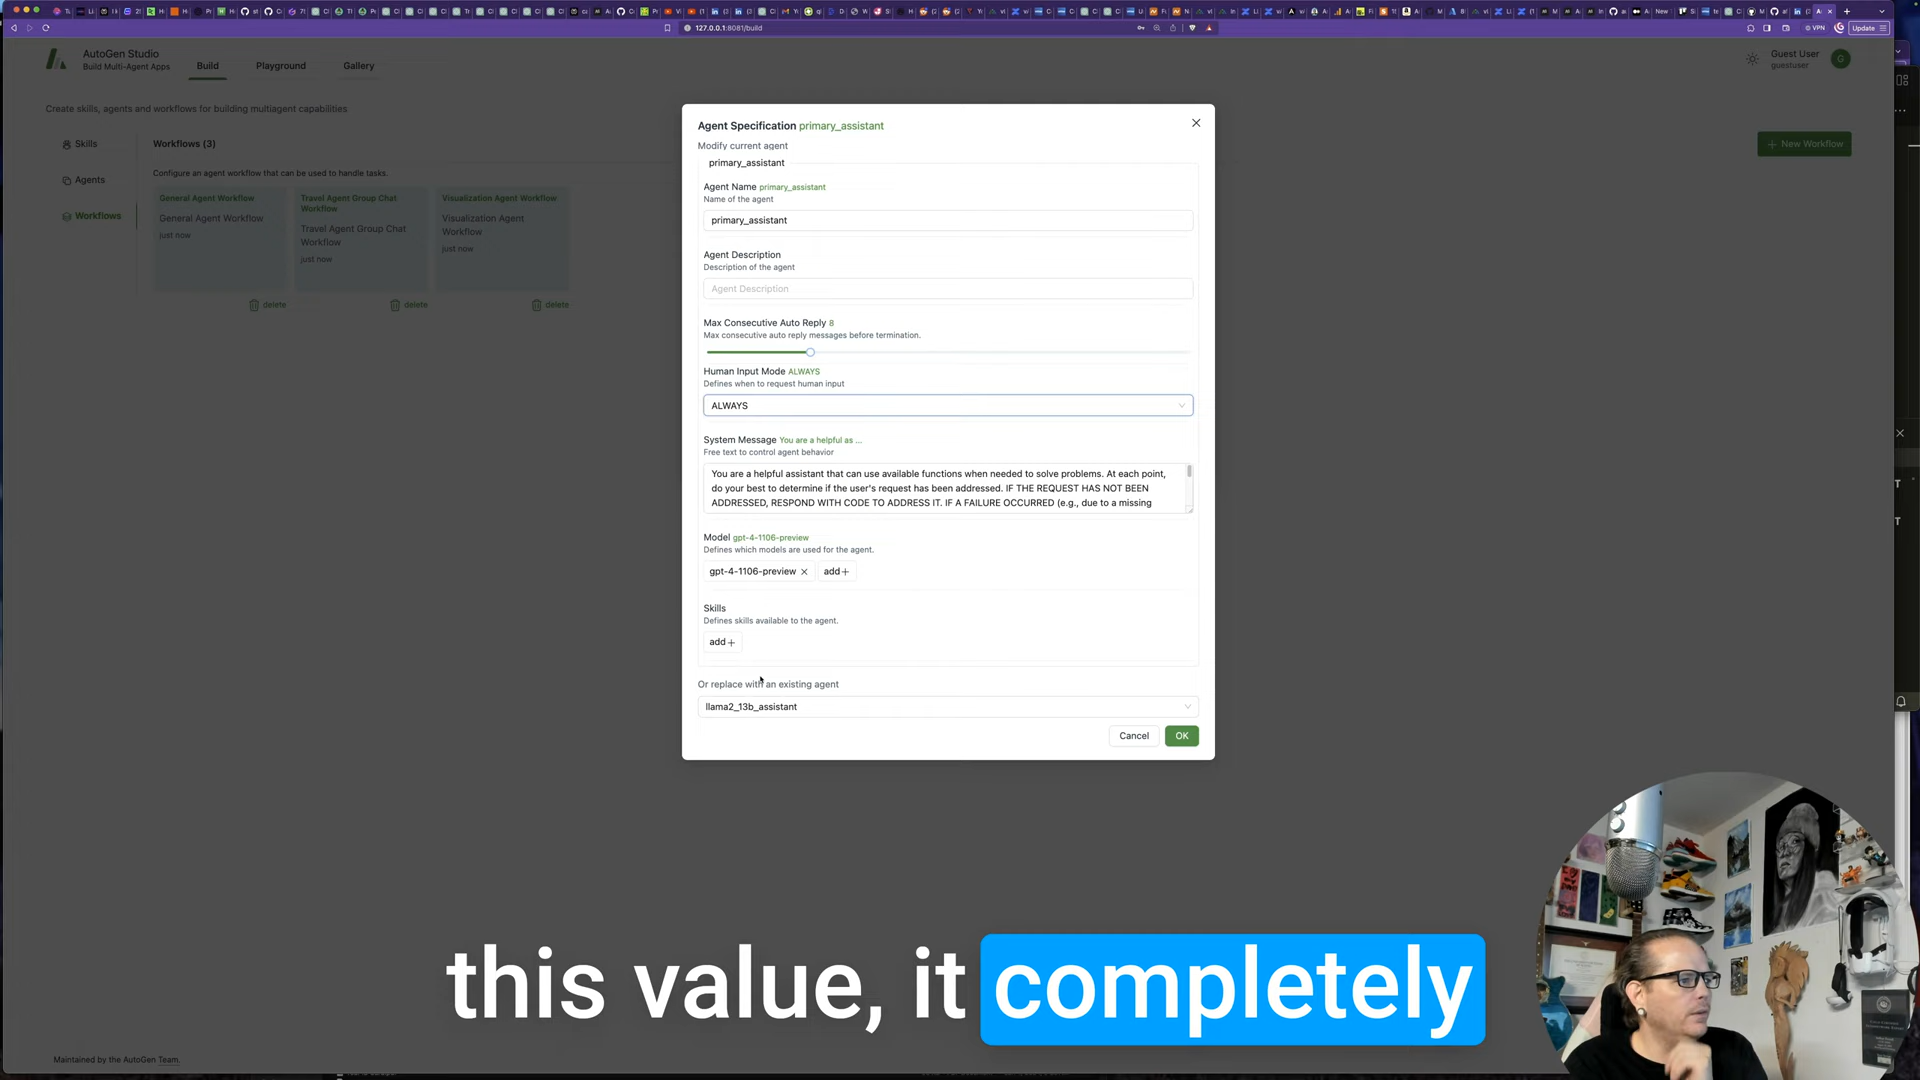 127.0.0.1:8081/build
VPN
Update
AutoGen Studio
Build Multi-Agent Apps
Build
Playground
Gallery
Guest User
guestuser
G
Create skills, agents and workflows for building multiagent capabilities
Skills
Agents
Workflows
Workflows (3)
New Workflow
Configure an agent workflow that can be used to handle tasks.
General Agent Workflow
General Agent Workflow
just now
delete
Travel Agent Group Chat
Workflow
Travel Agent Group Chat
Workflow
just now
delete
Visualization Agent Workflow
Visualization Agent
Workflow
just now
delete
Agent Specification primary_assistant
Modify current agent
primary_assistant
Agent Name primary_assistant
Name of the agent
primary_assistant
Agent Description
Description of the agent
Agent Description
Max Consecutive Auto Reply 8
Max consecutive auto reply messages before termination.
Human Input Mode ALWAYS
Defines when to request human input
ALWAYS
System Message You are a helpful as ...
Free text to control agent behavior
You are a helpful assistant that can use available functions when needed to solve problems. At each point,
do your best to determine if the user's request has been addressed. IF THE REQUEST HAS NOT BEEN
ADDRESSED, RESPOND WITH CODE TO ADDRESS IT. IF A FAILURE OCCURRED (e.g., due to a missing
Model gpt-4-1106-preview
Defines which models are used for the agent.
gpt-4-1106-preview
add+
Skills
Defines skills available to the agent.
add+
Or replace with an existing agent
llama2_13b_assistant
Cancel
OK
this value, it completely
Maintained by the AutoGen Team.